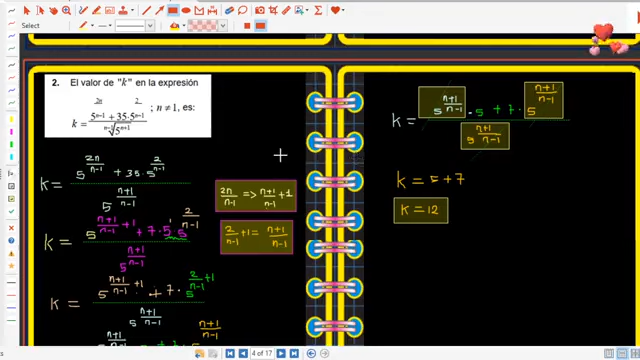 Select
2. El valor de "k" en la expresión
k = (5^(2n/(n-1)) + 35.5^(2/(n-1))) / ⁿ⁻¹√5ⁿ⁺¹ ; n ≠ 1, es:
k = (5^(2n/(n-1)) + 35.5^(2/(n-1))) / 5^((n+1)/(n-1))
2n/(n-1) => (n+1)/(n-1) + 1
k = (5^((n+1)/(n-1) + 1) + 7.5^1.5^(2/(n-1))) / 5^((n+1)/(n-1))
2/(n-1) + 1 = (n+1)/(n-1)
k = (5^((n+1)/(n-1) + 1) + 7.5^(2/(n-1) + 1)) / 5^((n+1)/(n-1))
k = (5^((n+1)/(n-1)) . 5 + 7 . 5^((n+1)/(n-1))) / 5^((n+1)/(n-1))
k = 5 + 7
k = 12
4 of 17